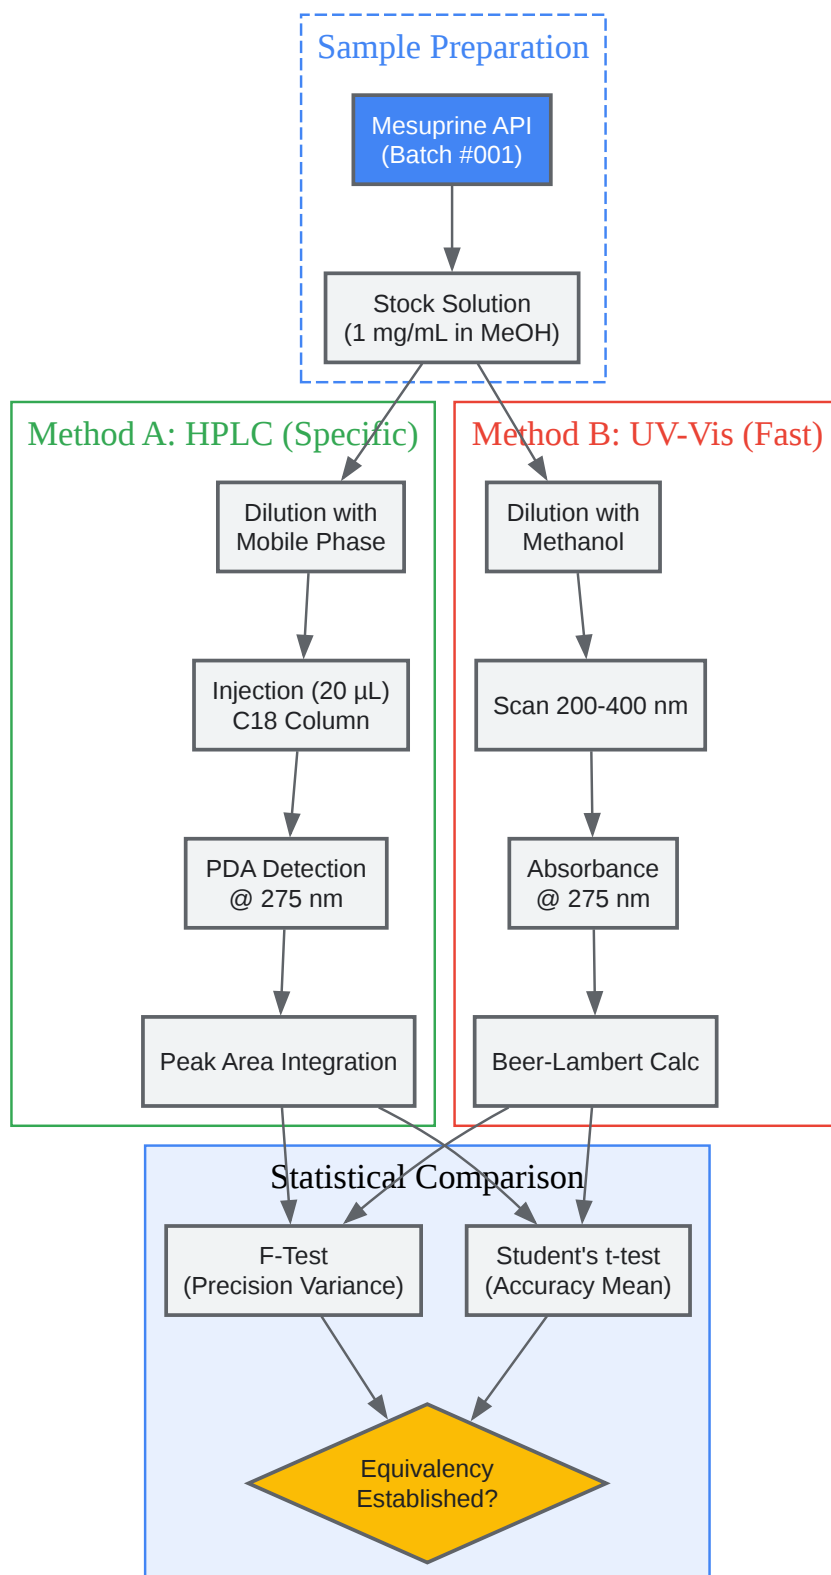 Sample Preparation
Mesuprine API
(Batch #001)
Stock Solution
(1 mg/mL in MeOH)
Method A: HPLC (Specific)
Dilution with
Mobile Phase
Injection (20 µL)
C18 Column
PDA Detection
@ 275 nm
Peak Area Integration
Method B: UV-Vis (Fast)
Dilution with
Methanol
Scan 200-400 nm
Absorbance
@ 275 nm
Beer-Lambert Calc
Statistical Comparison
F-Test
(Precision Variance)
Student's t-test
(Accuracy Mean)
Equivalency
Established?